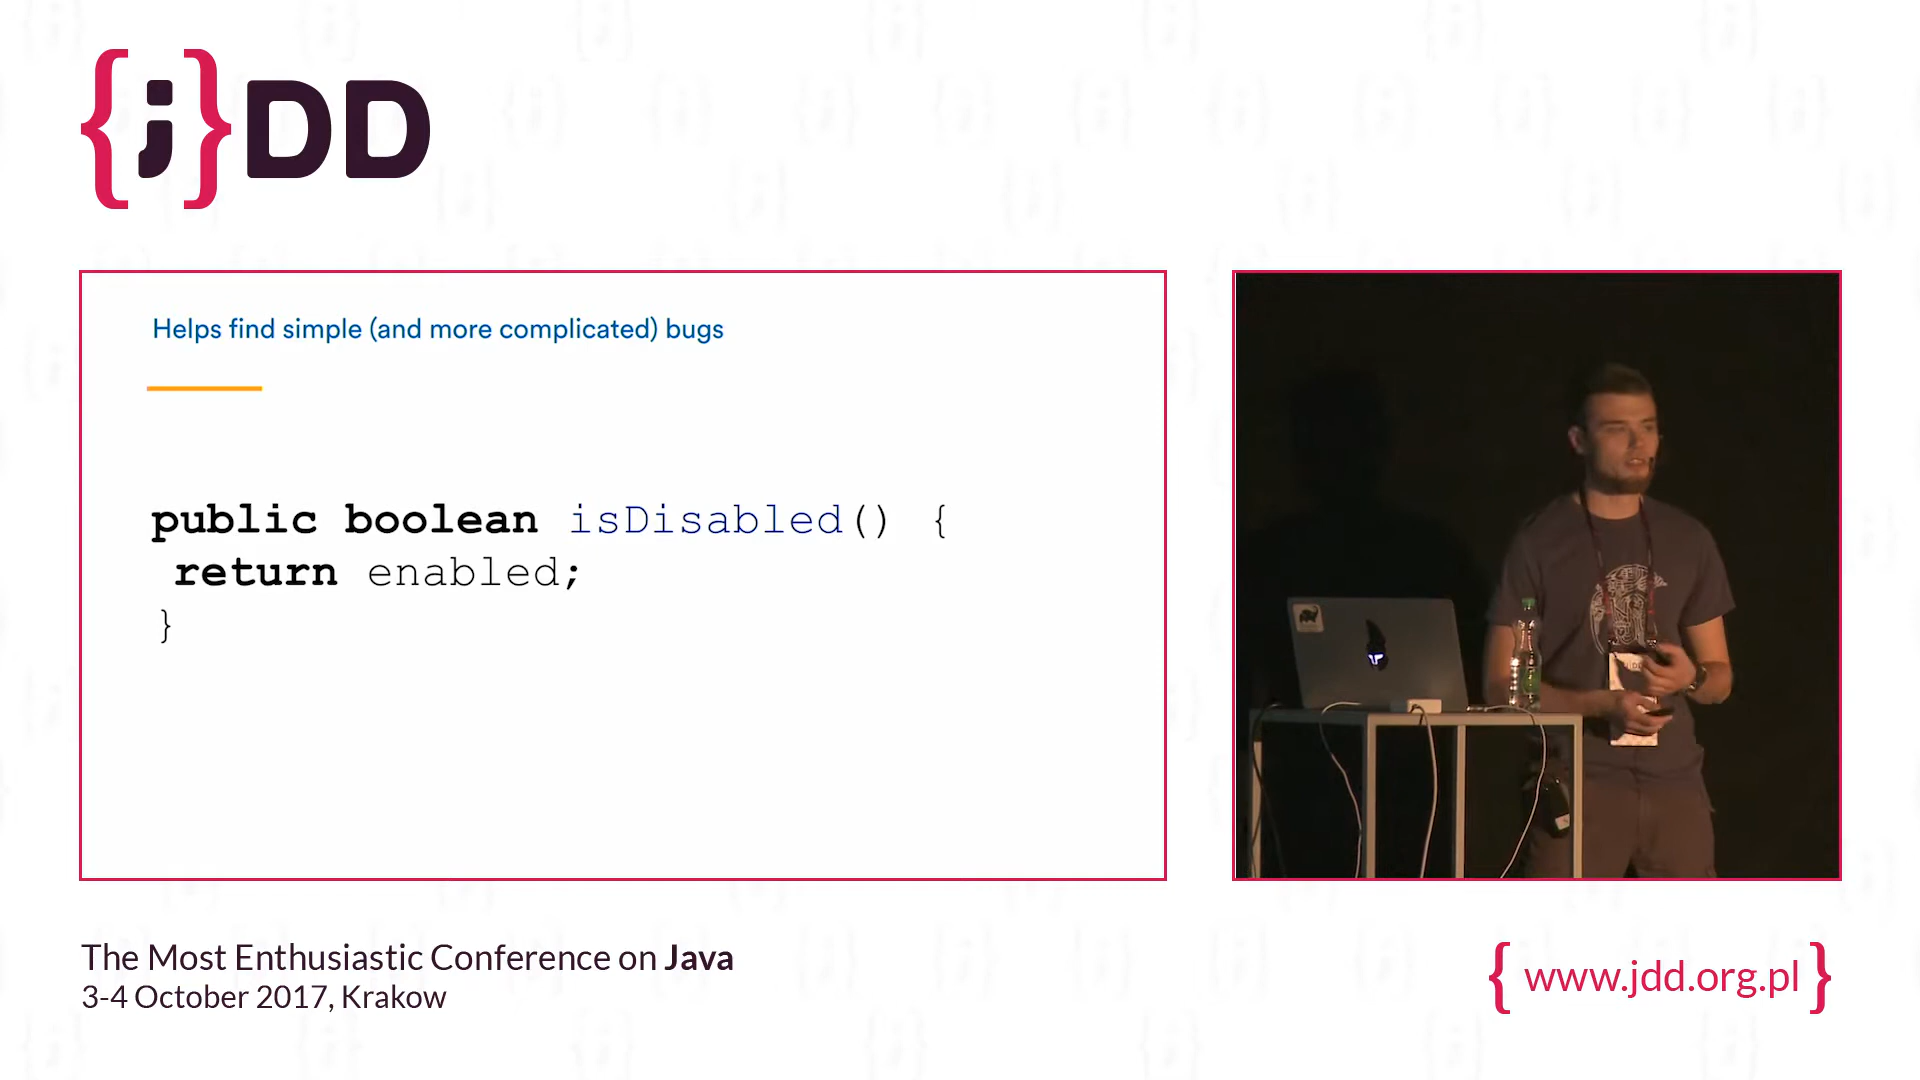 {;}DD
Helps find simple (and more complicated) bugs
public boolean isDisabled() {
return enabled;
}
The Most Enthusiastic Conference on Java
3-4 October 2017, Krakow
{ www.jdd.org.pl }